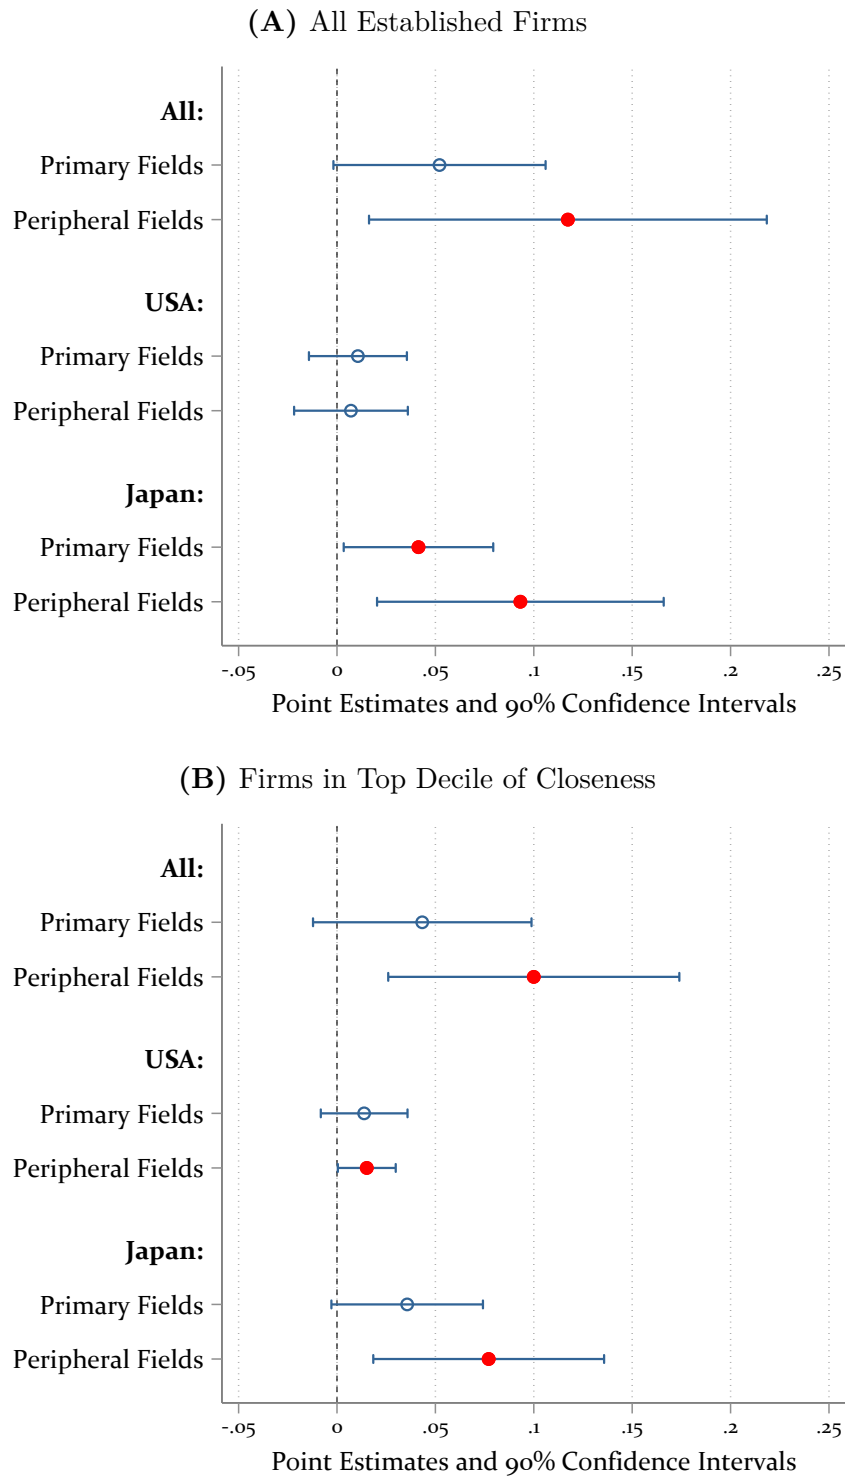 (A) All Established Firms
All:
Primary Fields
Peripheral Fields
USA:
Primary Fields
Peripheral Fields
Japan:
Primary Fields
Peripheral Fields
-.05 0 .05 .1 .15 .2 .25
Point Estimates and 90% Confidence Intervals
(B) Firms in Top Decile of Closeness
All:
Primary Fields
Peripheral Fields
USA:
Primary Fields
Peripheral Fields
Japan:
Primary Fields
Peripheral Fields
-.05 0 .05 .1 .15 .2 .25
Point Estimates and 90% Confidence Intervals